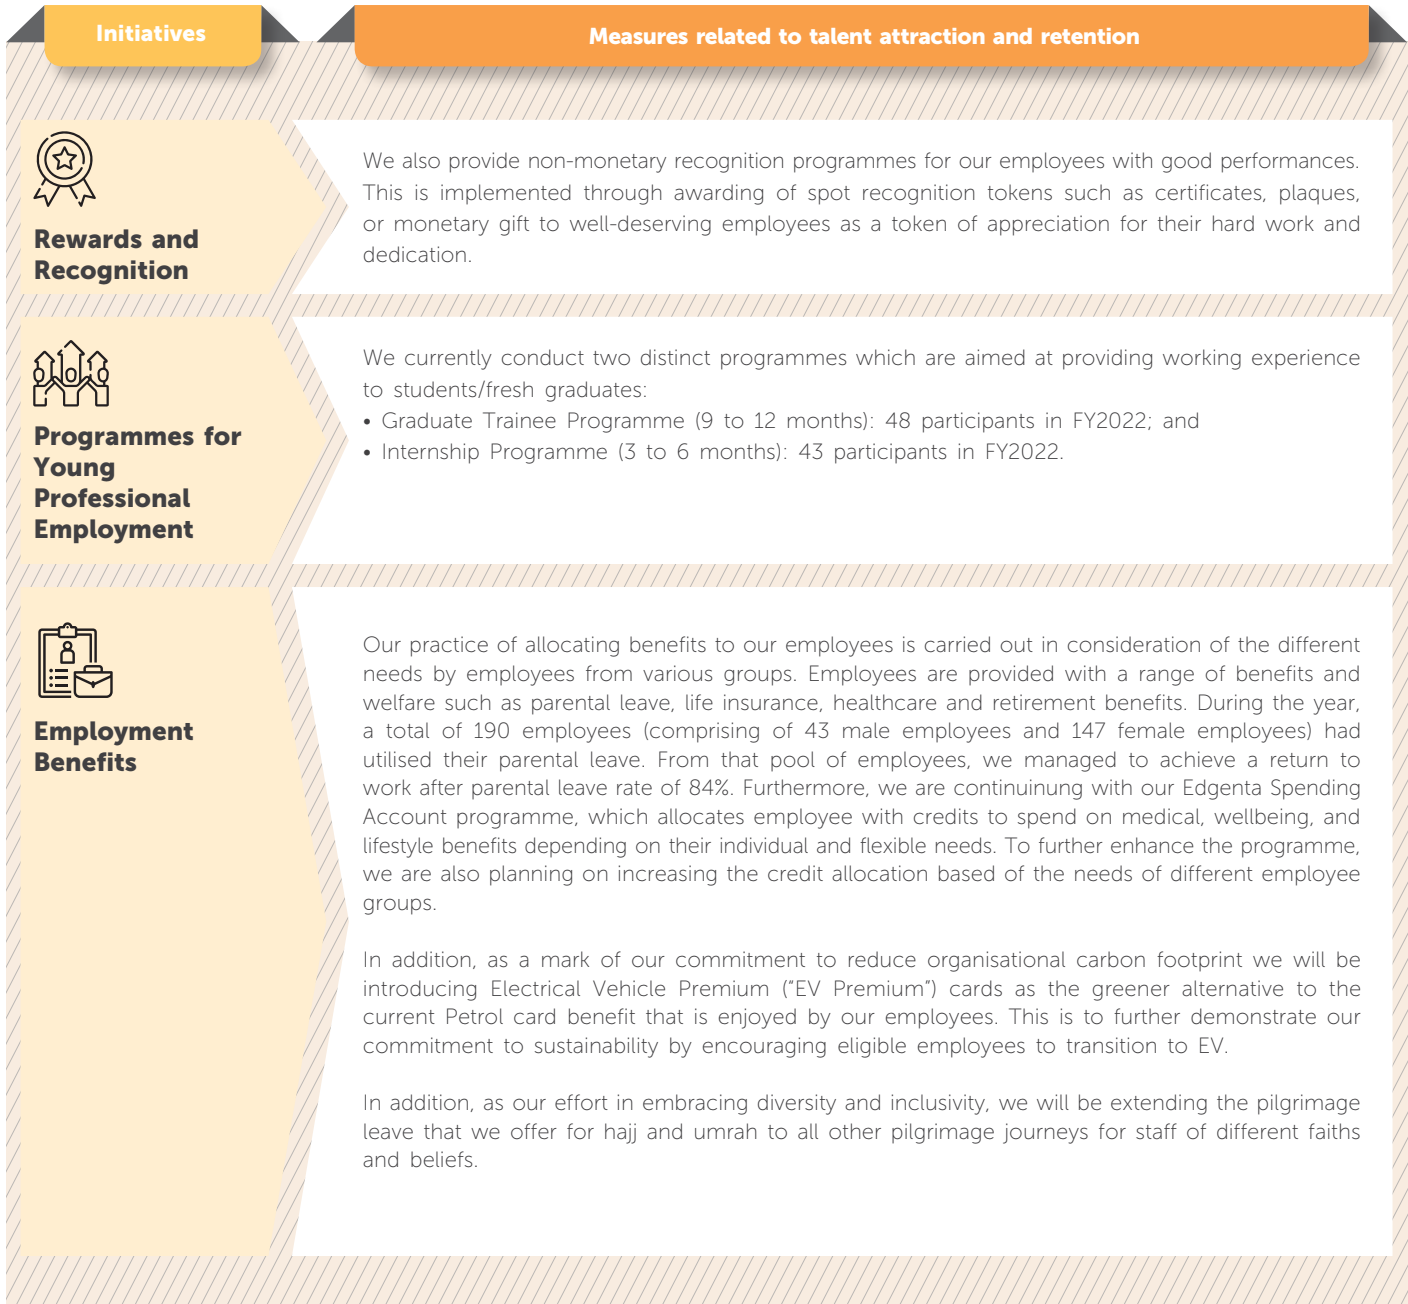 Initiatives
Measures related to talent attraction and retention
Rewards and
Recognition
We also provide non-monetary recognition programmes for our employees with good performances.
This is implemented through awarding of spot recognition tokens such as certificates, plaques,
or monetary gift to well-deserving employees as a token of appreciation for their hard work and
dedication.
Programmes for
Young
Professional
Employment
We currently conduct two distinct programmes which are aimed at providing working experience
to students/fresh graduates:
• Graduate Trainee Programme (9 to 12 months): 48 participants in FY2022; and
• Internship Programme (3 to 6 months): 43 participants in FY2022.
Employment
Benefits
Our practice of allocating benefits to our employees is carried out in consideration of the different
needs by employees from various groups. Employees are provided with a range of benefits and
welfare such as parental leave, life insurance, healthcare and retirement benefits. During the year,
a total of 190 employees (comprising of 43 male employees and 147 female employees) had
utilised their parental leave. From that pool of employees, we managed to achieve a return to
work after parental leave rate of 84%. Furthermore, we are continuinung with our Edgenta Spending
Account programme, which allocates employee with credits to spend on medical, wellbeing, and
lifestyle benefits depending on their individual and flexible needs. To further enhance the programme,
we are also planning on increasing the credit allocation based of the needs of different employee
groups.
In addition, as a mark of our commitment to reduce organisational carbon footprint we will be
introducing Electrical Vehicle Premium (“EV Premium”) cards as the greener alternative to the
current Petrol card benefit that is enjoyed by our employees. This is to further demonstrate our
commitment to sustainability by encouraging eligible employees to transition to EV.
In addition, as our effort in embracing diversity and inclusivity, we will be extending the pilgrimage
leave that we offer for hajj and umrah to all other pilgrimage journeys for staff of different faiths
and beliefs.